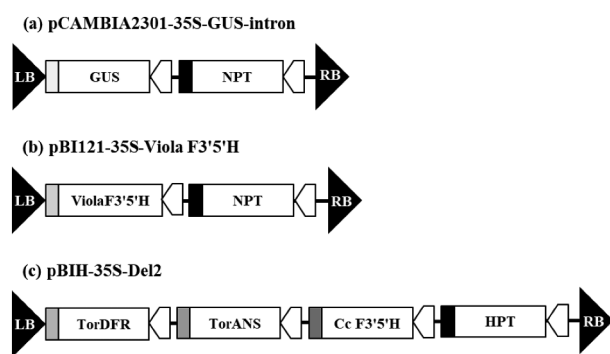 (a) pCAMBIA2301-35S-GUS-intron
LB GUS NPT RB
(b) pBI121-35S-Viola F3'5'H
LB ViolaF3'5'H NPT RB
(c) pBIH-35S-Del2
LB TorDFR TorANS Cc F3'5'H HPT RB